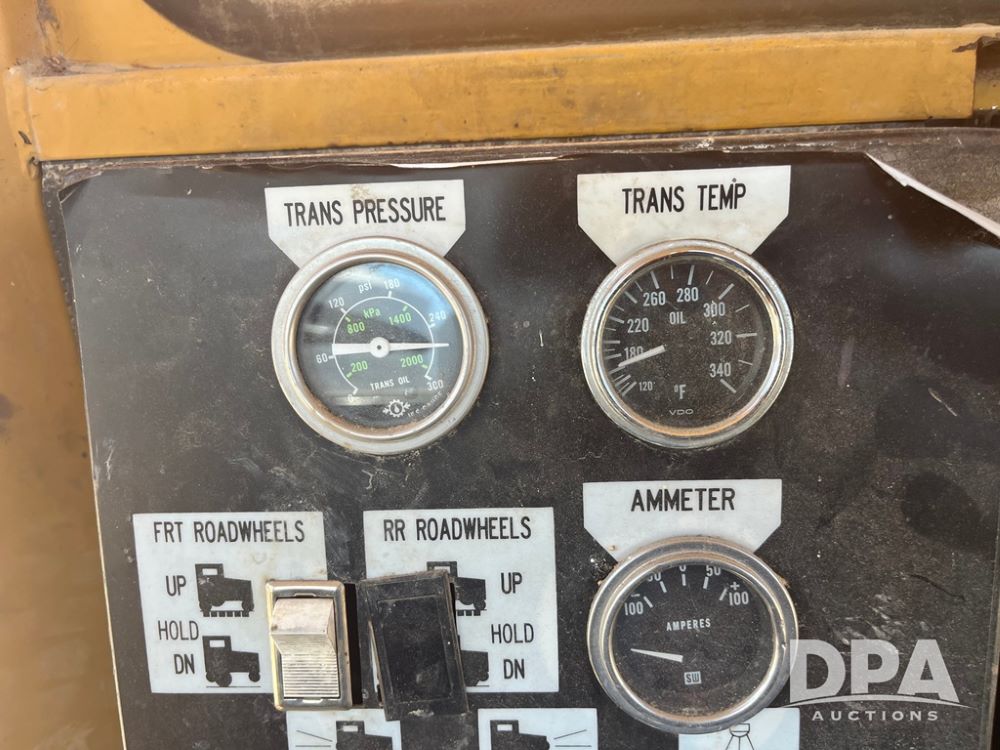 TRANS PRESSURE
TRANS TEMP
psi
120 180
kPa
800 1400 240
60
200 2000
TRANS OIL
0 300
260 280 300
OIL
220 320
180
120 340
°F
VDO
AMMETER
- 50 0 50 +
100 100
AMPERES
SW
FRT ROADWHEELS
UP
HOLD
DN
RR ROADWHEELS
UP
HOLD
DN
DPA
AUCTIONS